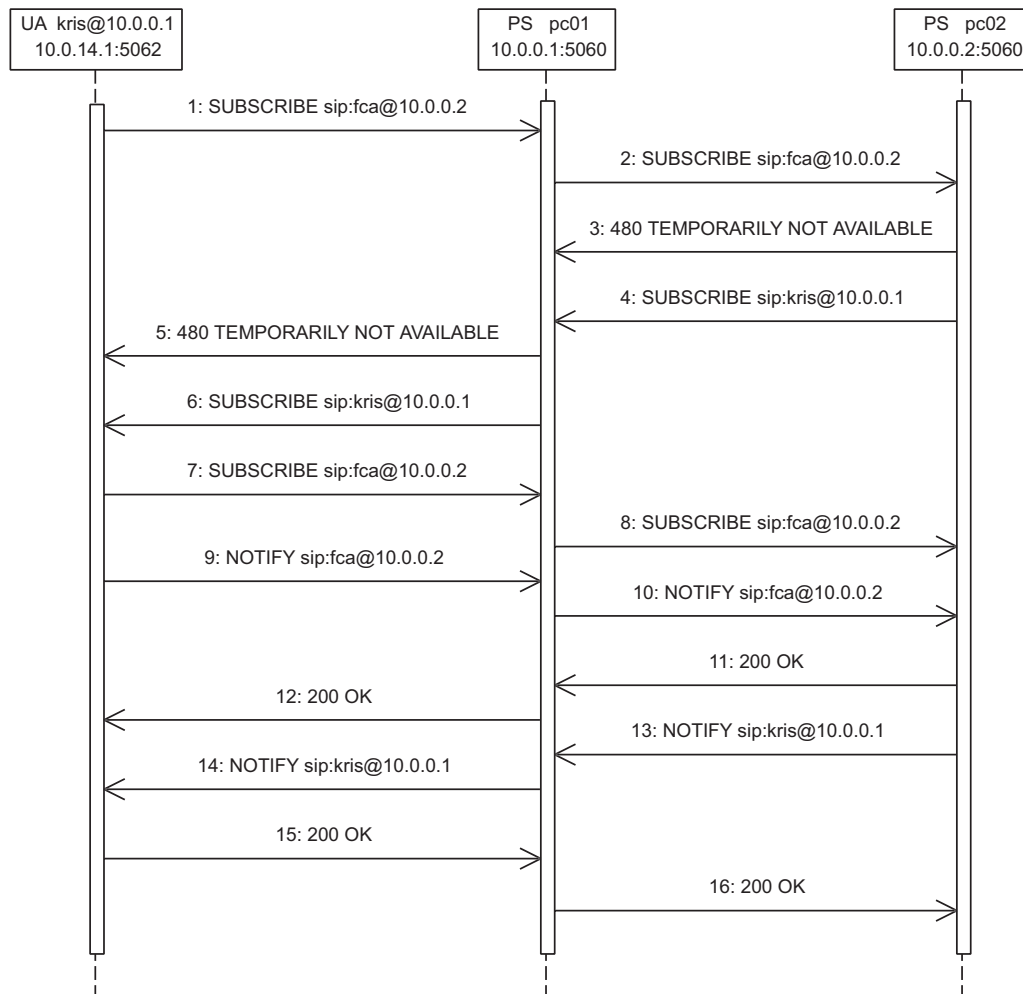 UA kris@10.0.0.1
10.0.14.1:5062
PS pc01
10.0.0.1:5060
PS pc02
10.0.0.2:5060
1: SUBSCRIBE sip:fca@10.0.0.2
2: SUBSCRIBE sip:fca@10.0.0.2
3: 480 TEMPORARILY NOT AVAILABLE
4: SUBSCRIBE sip:kris@10.0.0.1
5: 480 TEMPORARILY NOT AVAILABLE
6: SUBSCRIBE sip:kris@10.0.0.1
7: SUBSCRIBE sip:fca@10.0.0.2
8: SUBSCRIBE sip:fca@10.0.0.2
9: NOTIFY sip:fca@10.0.0.2
10: NOTIFY sip:fca@10.0.0.2
11: 200 OK
12: 200 OK
13: NOTIFY sip:kris@10.0.0.1
14: NOTIFY sip:kris@10.0.0.1
15: 200 OK
16: 200 OK